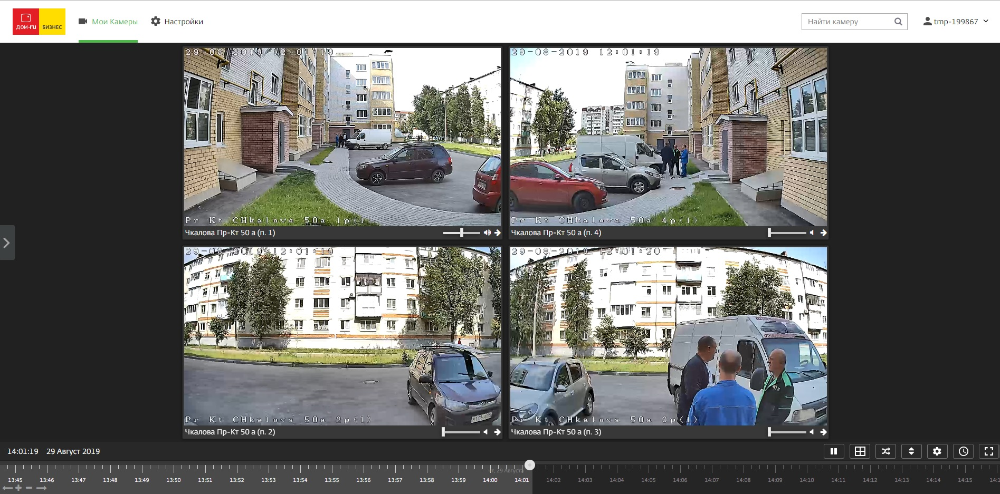 ДОМ.ru БИЗНЕС
Мои Камеры
Настройки
Найти камеру
tmp-199867
29-08-2019 12:01:19
29-08-2019 12:01:19
Pr Kt CHkalova 50a 1p(1)
Pr Kt CHkalova 50a 4p(1)
Чкалова Пр-Кт 50 а (п. 1)
Чкалова Пр-Кт 50 а (п. 4)
29-08-2019 12:01:19
29-08-2019 12:01:20
Pr Kt CHkalova 50a 2p(1)
Pr Kt CHkalova 50a 3p(1)
Чкалова Пр-Кт 50 а (п. 2)
Чкалова Пр-Кт 50 а (п. 3)
14:01:19 29 Август 2019
чт, 29 Августа
13:45 13:46 13:47 13:48 13:49 13:50 13:51 13:52 13:53 13:54 13:55 13:56 13:57 13:58 13:59 14:00 14:01 14:02 14:03 14:04 14:05 14:06 14:07 14:08 14:09 14:10 14:11 14:12 14:13 14:14 14:15